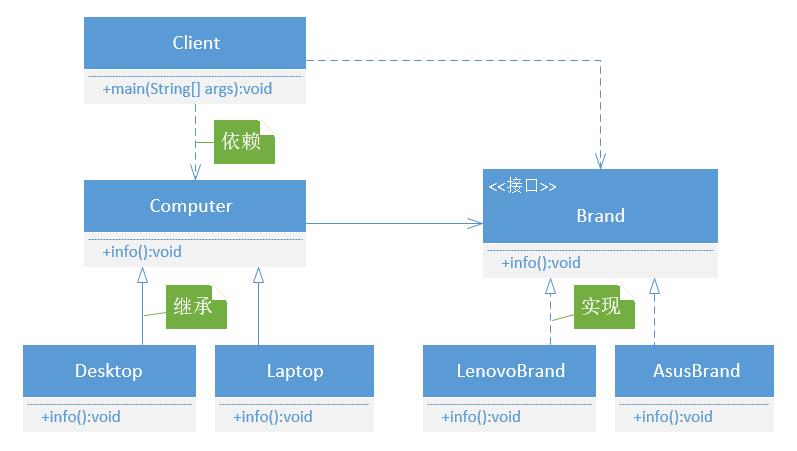 Client
+main(String[] args):void
依赖
Computer
+info():void
<<接口>>
Brand
+info():void
继承
实现
Desktop
+info():void
Laptop
+info():void
LenovoBrand
+info():void
AsusBrand
+info():void